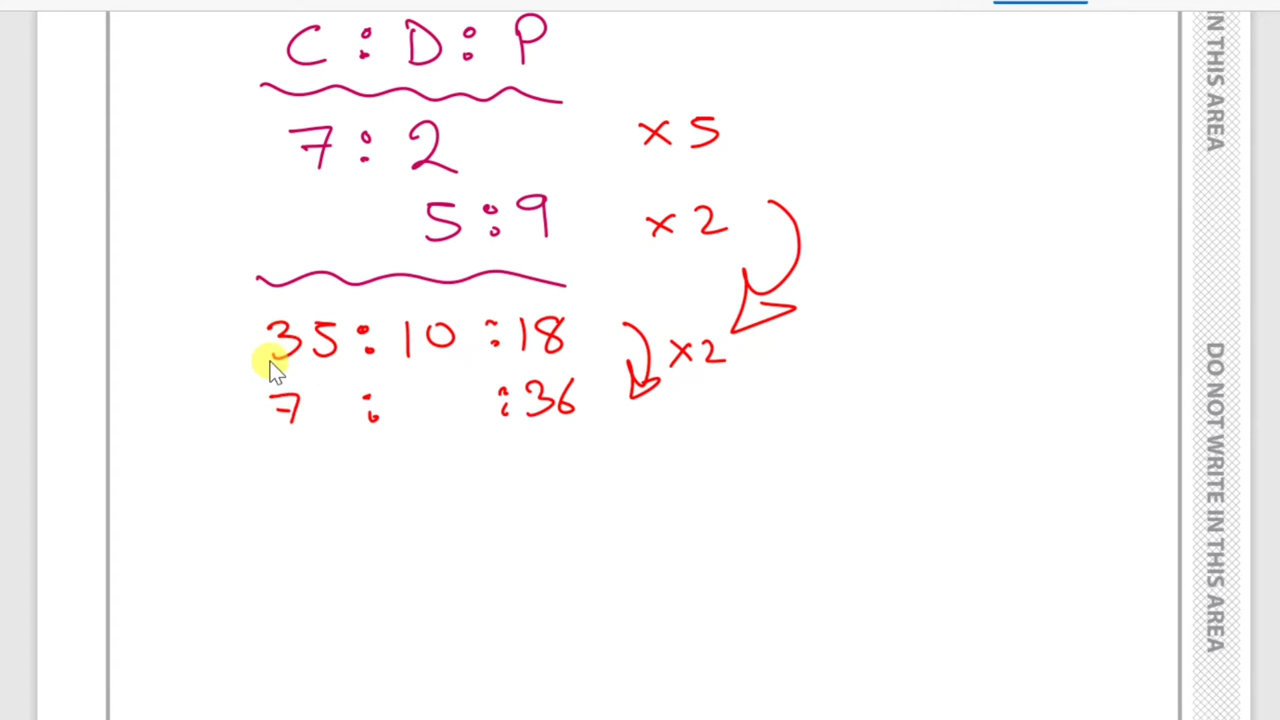 C : D : P
7 : 2
× 5
5 : 9
× 2
35 : 10 : 18
× 2
7 : : 36
IN THIS AREA
DO NOT WRITE IN THIS AREA